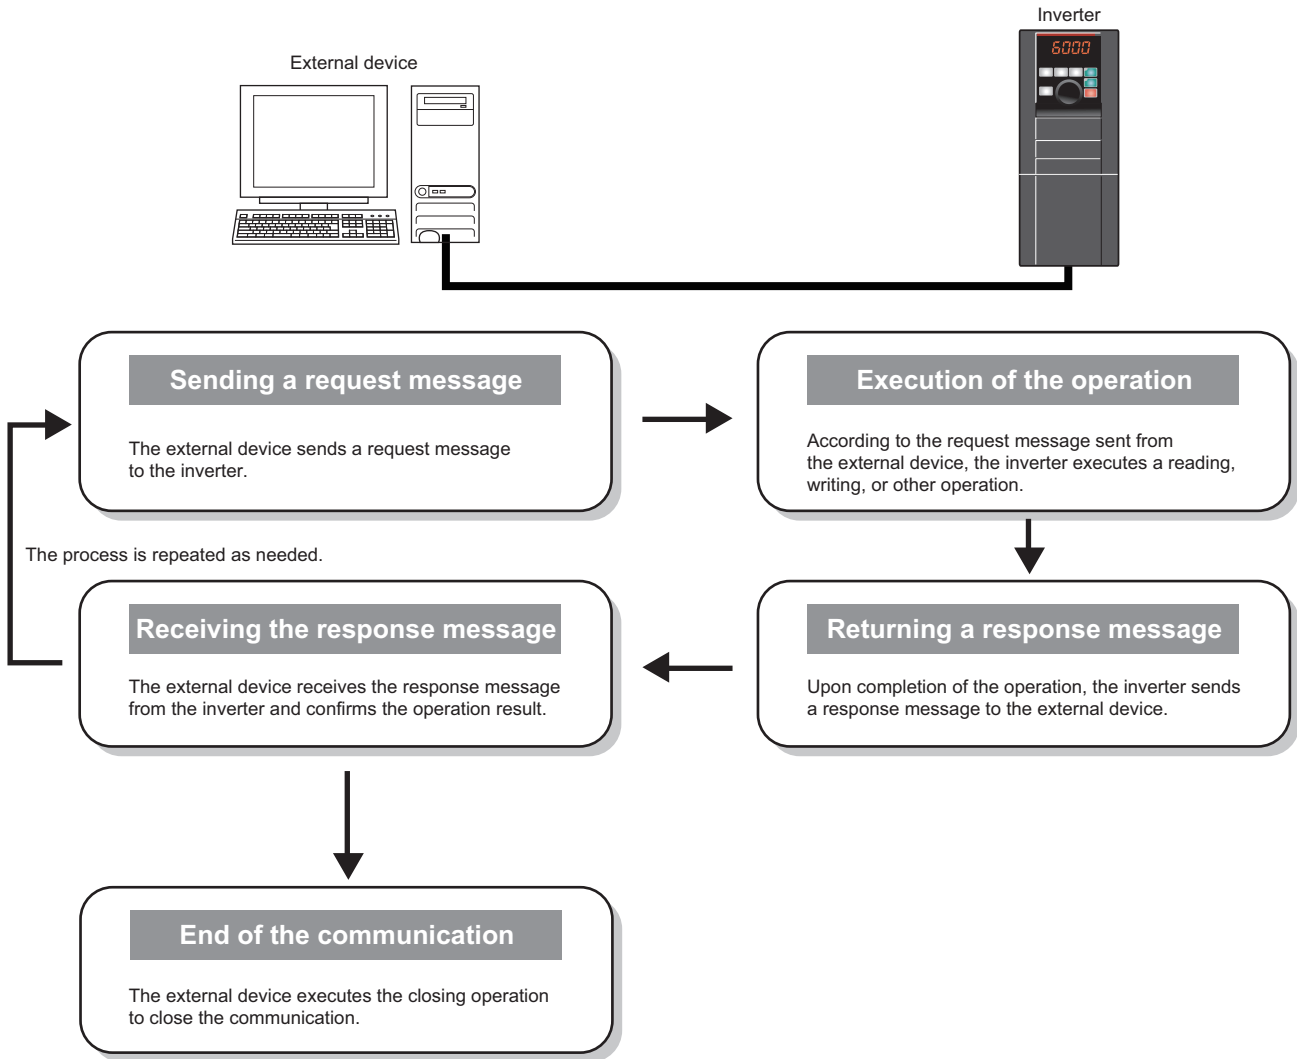 Inverter
6000
External device
Sending a request message
The external device sends a request message
to the inverter.
Execution of the operation
According to the request message sent from
the external device, the inverter executes a reading,
writing, or other operation.
The process is repeated as needed.
Receiving the response message
The external device receives the response message
from the inverter and confirms the operation result.
Returning a response message
Upon completion of the operation, the inverter sends
a response message to the external device.
End of the communication
The external device executes the closing operation
to close the communication.